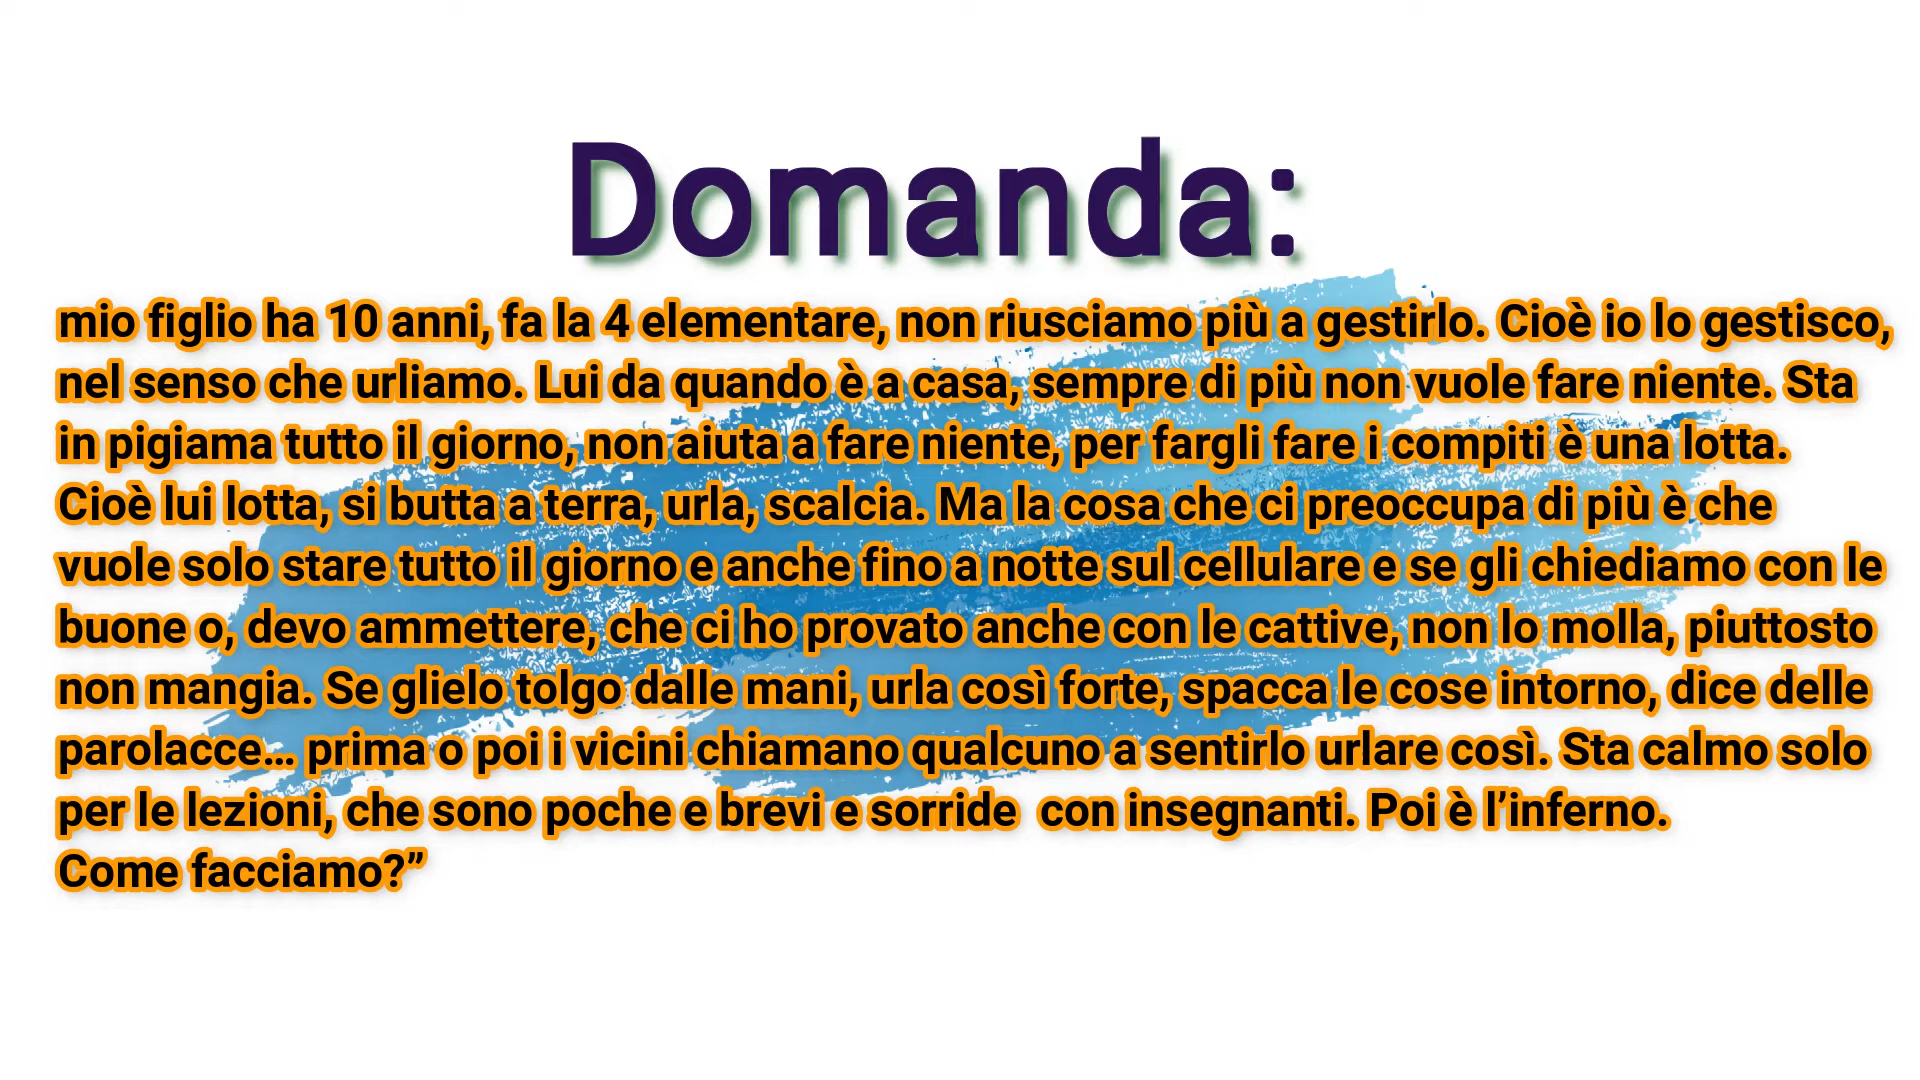 Domanda:
mio figlio ha 10 anni, fa la 4 elementare, non riusciamo più a gestirlo. Cioè io lo gestisco,
nel senso che urliamo. Lui da quando è a casa, sempre di più non vuole fare niente. Sta
in pigiama tutto il giorno, non aiuta a fare niente, per fargli fare i compiti è una lotta.
Cioè lui lotta, si butta a terra, urla, scalcia. Ma la cosa che ci preoccupa di più è che
vuole solo stare tutto il giorno e anche fino a notte sul cellulare e se gli chiediamo con le
buone o, devo ammettere, che ci ho provato anche con le cattive, non lo molla, piuttosto
non mangia. Se glielo tolgo dalle mani, urla così forte, spacca le cose intorno, dice delle
parolacce... prima o poi i vicini chiamano qualcuno a sentirlo urlare così. Sta calmo solo
per le lezioni, che sono poche e brevi e sorride  con insegnanti. Poi è l’inferno.
Come facciamo?”